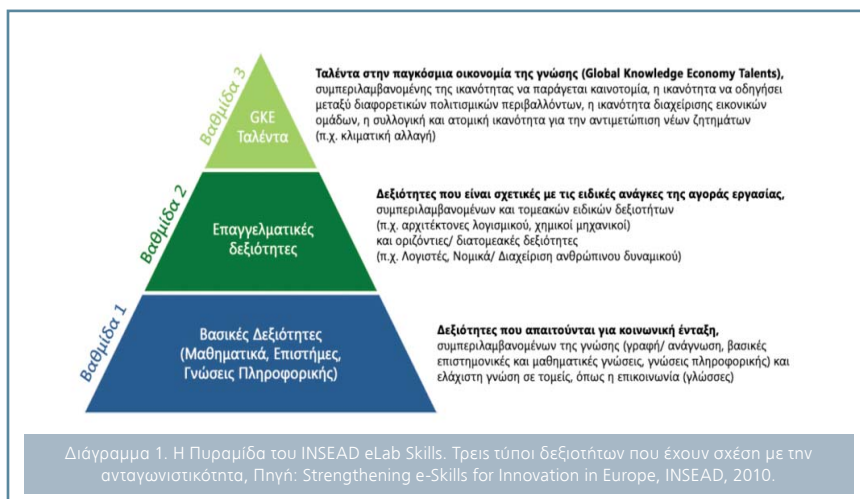 Βαθμίδα 3
GKE
Ταλέντα
Ταλέντα στην παγκόσμια οικονομία της γνώσης (Global Knowledge Economy Talents),
συμπεριλαμβανομένης της ικανότητας να παράγεται καινοτομία, η ικανότητα να οδηγήσει
μεταξύ διαφορετικών πολιτισμικών περιβαλλόντων, η ικανότητα διαχείρισης εικονικών
ομάδων, η συλλογική και ατομική ικανότητα για την αντιμετώπιση νέων ζητημάτων
(π.χ. κλιματική αλλαγή)
Βαθμίδα 2
Επαγγελματικές
δεξιότητες
Δεξιότητες που είναι σχετικές με τις ειδικές ανάγκες της αγοράς εργασίας,
συμπεριλαμβανομένων και τομεακών ειδικών δεξιοτήτων
(π.χ. αρχιτέκτονες λογισμικού, χημικοί μηχανικοί)
και οριζόντιες/ διατομεακές δεξιότητες
(π.χ. Λογιστές, Νομικά/ Διαχείριση ανθρώπινου δυναμικού)
Βαθμίδα 1
Βασικές Δεξιότητες
(Μαθηματικά, Επιστήμες,
Γνώσεις Πληροφορικής)
Δεξιότητες που απαιτούνται για κοινωνική ένταξη,
συμπεριλαμβανομένων της γνώσης (γραφή/ ανάγνωση, βασικές
επιστημονικές και μαθηματικές γνώσεις, γνώσεις πληροφορικής) και
ελάχιστη γνώση σε τομείς, όπως η επικοινωνία (γλώσσες)
Διάγραμμα 1. Η Πυραμίδα του INSEAD eLab Skills. Τρεις τύποι δεξιοτήτων που έχουν σχέση με την
ανταγωνιστικότητα, Πηγή: Strengthening e-Skills for Innovation in Europe, INSEAD, 2010.